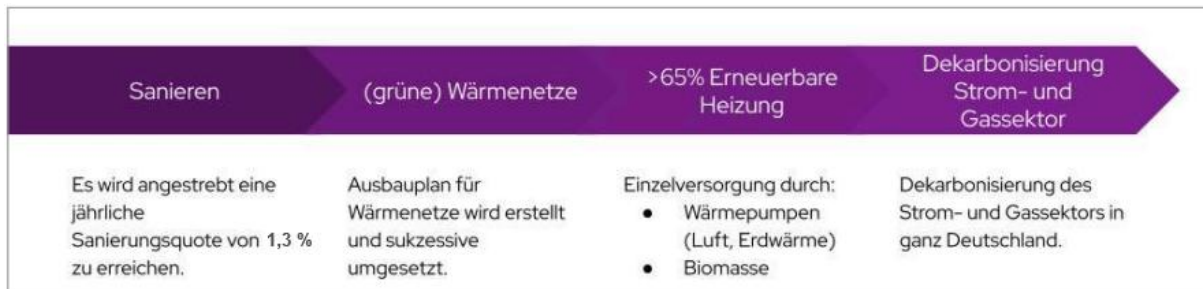 Sanieren
(grüne) Wärmenetze
>65% Erneuerbare
Heizung
Dekarbonisierung
Strom- und
Gassektor
Es wird angestrebt eine
jährliche
Sanierungsquote von 1,3 %
zu erreichen.
Ausbauplan für
Wärmenetze wird erstellt
und sukzessive
umgesetzt.
Einzelversorgung durch:
● Wärmepumpen
(Luft, Erdwärme)
● Biomasse
Dekarbonisierung des
Strom- und Gassektors in
ganz Deutschland.